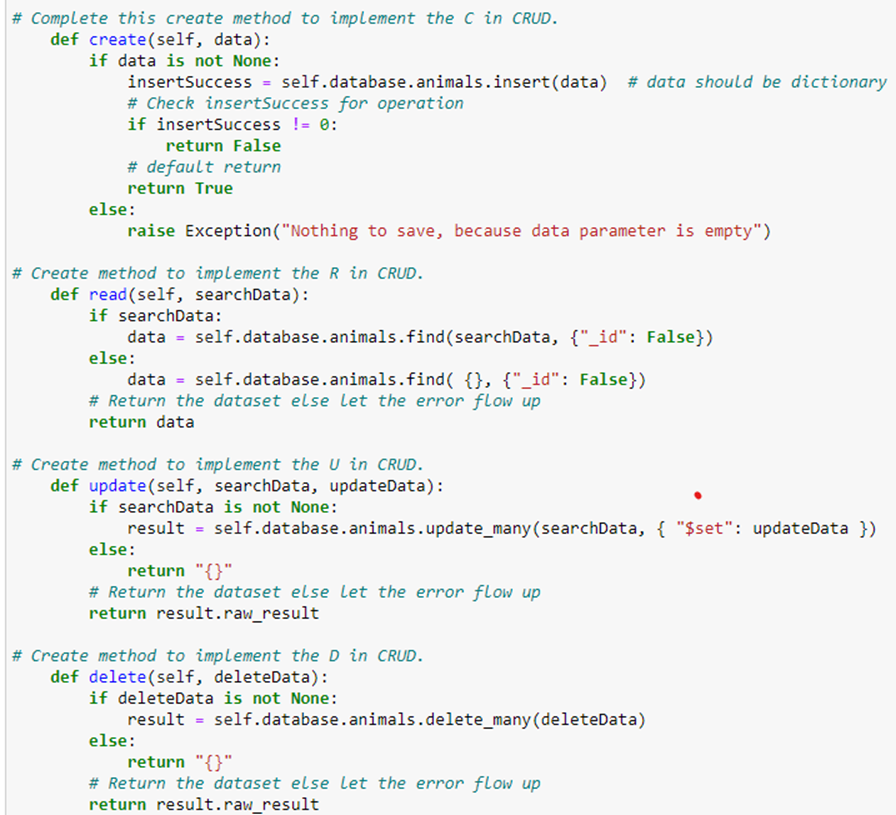 # Complete this create method to implement the C in CRUD.
    def create(self, data):
        if data is not None:
            insertSuccess = self.database.animals.insert(data)  # data should be dictionary
            # Check insertSuccess for operation
            if insertSuccess != 0:
                return False
            # default return
            return True
        else:
            raise Exception("Nothing to save, because data parameter is empty")

# Create method to implement the R in CRUD.
    def read(self, searchData):
        if searchData:
            data = self.database.animals.find(searchData, {"_id": False})
        else:
            data = self.database.animals.find( {}, {"_id": False})
        # Return the dataset else let the error flow up
        return data

# Create method to implement the U in CRUD.
    def update(self, searchData, updateData):
        if searchData is not None:
            result = self.database.animals.update_many(searchData, { "$set": updateData })
        else:
            return "{}"
        # Return the dataset else let the error flow up
        return result.raw_result

# Create method to implement the D in CRUD.
    def delete(self, deleteData):
        if deleteData is not None:
            result = self.database.animals.delete_many(deleteData)
        else:
            return "{}"
        # Return the dataset else let the error flow up
        return result.raw_result